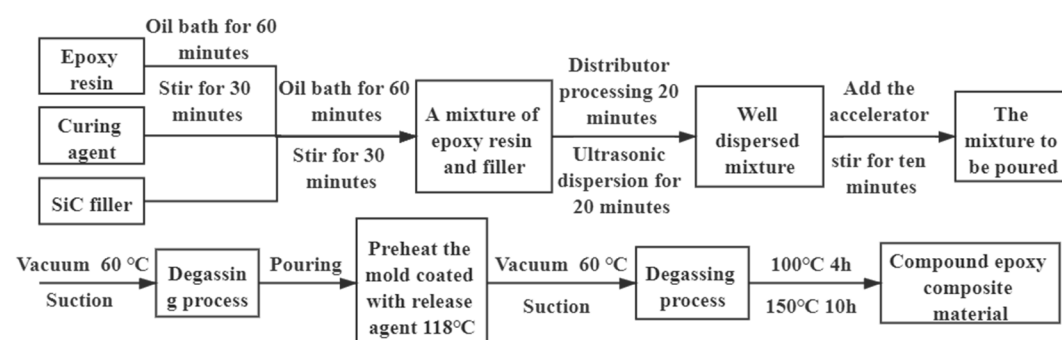 Epoxy
resin
Oil bath for 60
minutes
Stir for 30
minutes
Curing
agent
SiC filler
Oil bath for 60
minutes
Stir for 30
minutes
A mixture of
epoxy resin
and filler
Distributor
processing 20
minutes
Ultrasonic
dispersion for
20 minutes
Well
dispersed
mixture
Add the
accelerator
stir for ten
minutes
The
mixture to
be poured
Vacuum 60 °C
Suction
Degassin
g process
Pouring
Preheat the
mold coated
with release
agent 118°C
Vacuum 60 °C
Suction
Degassing
process
100°C 4h
150°C 10h
Compound epoxy
composite
material